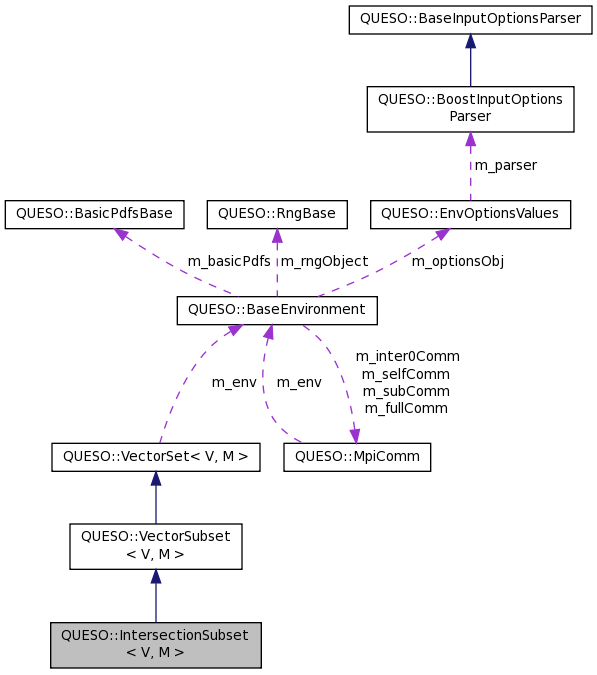 QUESO::BaseInputOptionsParser
QUESO::BoostInputOptions
Parser
m_parser
QUESO::BasicPdfsBase
QUESO::RngBase
QUESO::EnvOptionsValues
m_basicPdfs
m_rngObject
m_optionsObj
QUESO::BaseEnvironment
m_inter0Comm
m_selfComm
m_subComm
m_fullComm
m_env
m_env
QUESO::VectorSet< V, M >
QUESO::MpiComm
QUESO::VectorSubset
< V, M >
QUESO::IntersectionSubset
< V, M >